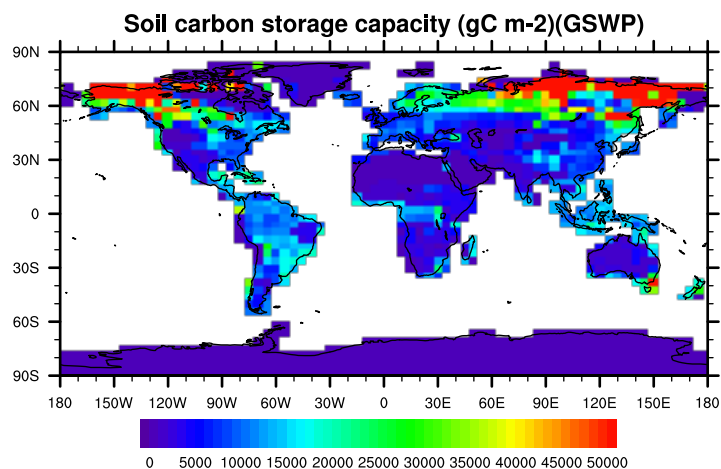 Soil carbon storage capacity (gC m-2)(GSWP)
90N
60N
30N
0
30S
60S
90S
180 150W 120W 90W 60W 30W 0 30E 60E 90E 120E 150E 180
0 5000 10000 15000 20000 25000 30000 35000 40000 45000 50000